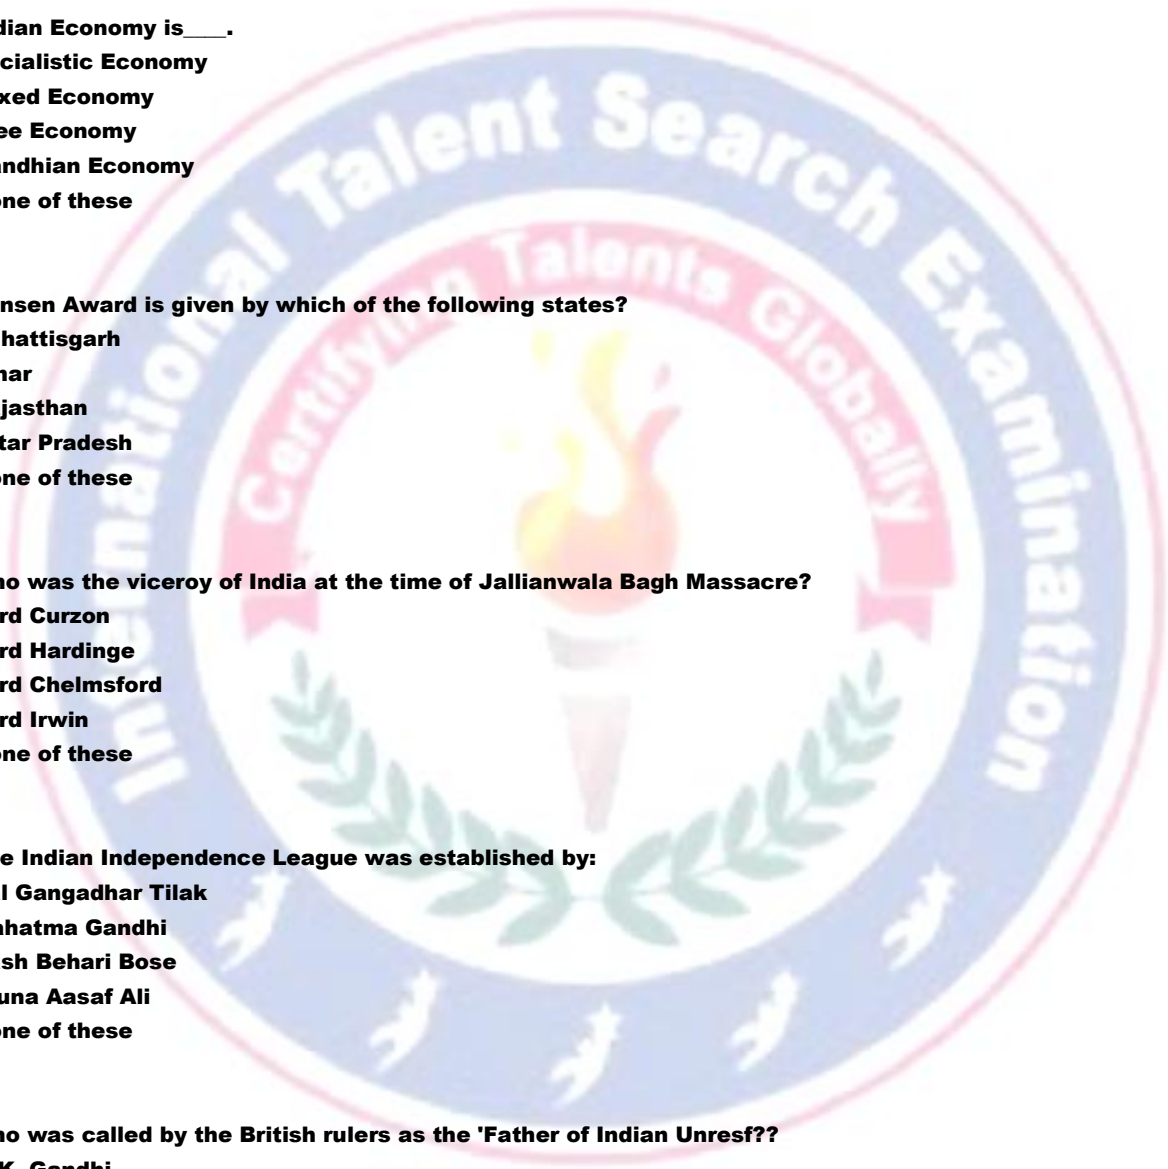 dian Economy is____.
cialistic Economy
xed Economy
ee Economy
andhian Economy
one of these
nsen Award is given by which of the following states?
hattisgarh
har
jasthan
tar Pradesh
one of these
ho was the viceroy of India at the time of Jallianwala Bagh Massacre?
rd Curzon
rd Hardinge
rd Chelmsford
rd Irwin
one of these
e Indian Independence League was established by:
l Gangadhar Tilak
ahatma Gandhi
sh Behari Bose
una Aasaf Ali
one of these
ho was called by the British rulers as the 'Father of Indian Unresf??
K. Gandhi
International Talent Search Examination
Certifying Talents Globally